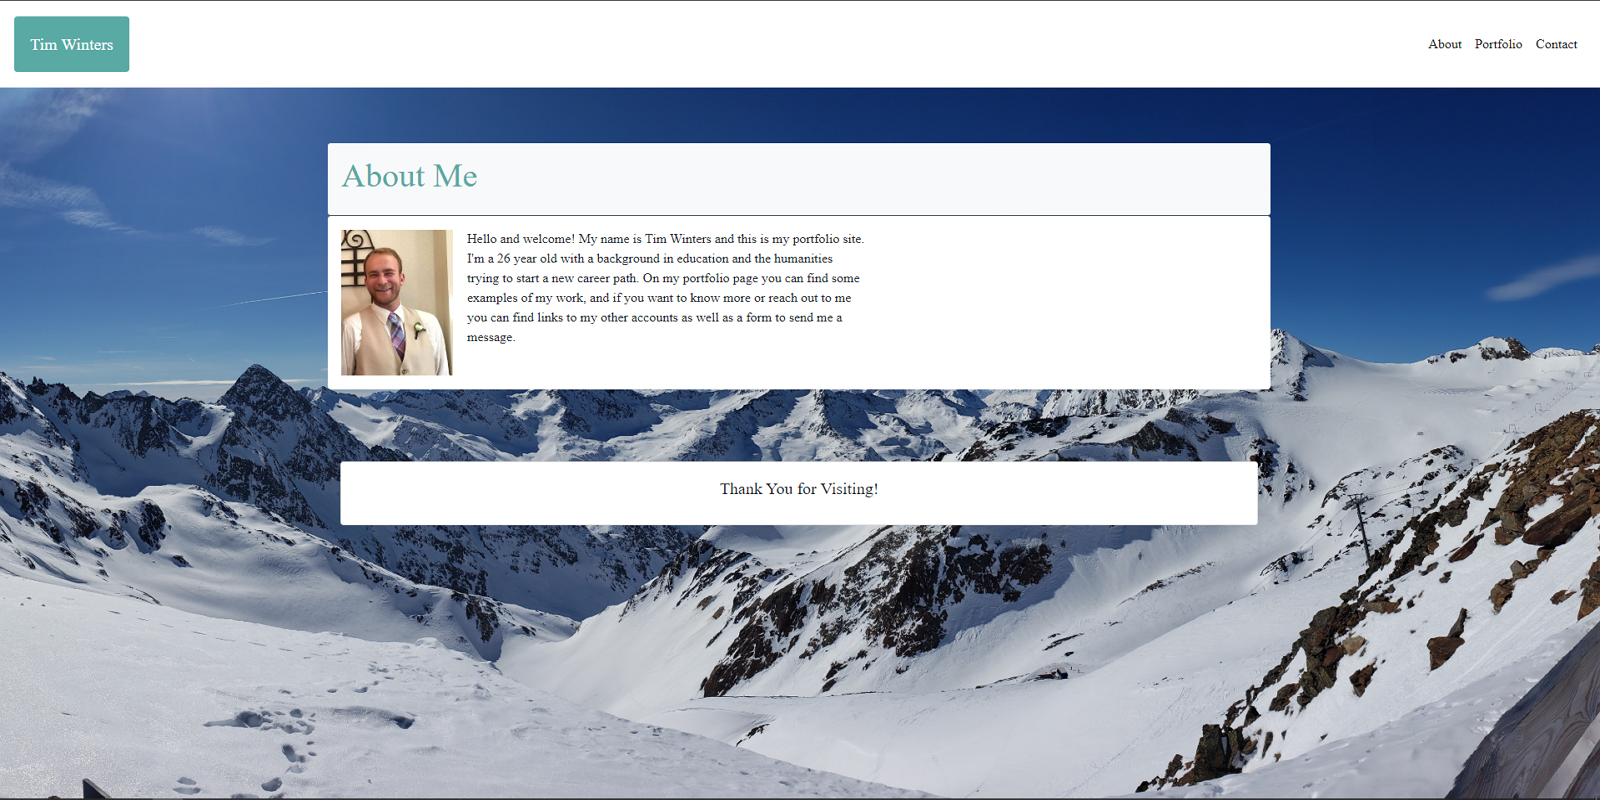 Tim Winters
About Portfolio Contact
About Me
Hello and welcome! My name is Tim Winters and this is my portfolio site.
I'm a 26 year old with a background in education and the humanities
trying to start a new career path. On my portfolio page you can find some
examples of my work, and if you want to know more or reach out to me
you can find links to my other accounts as well as a form to send me a
message.
Thank You for Visiting!